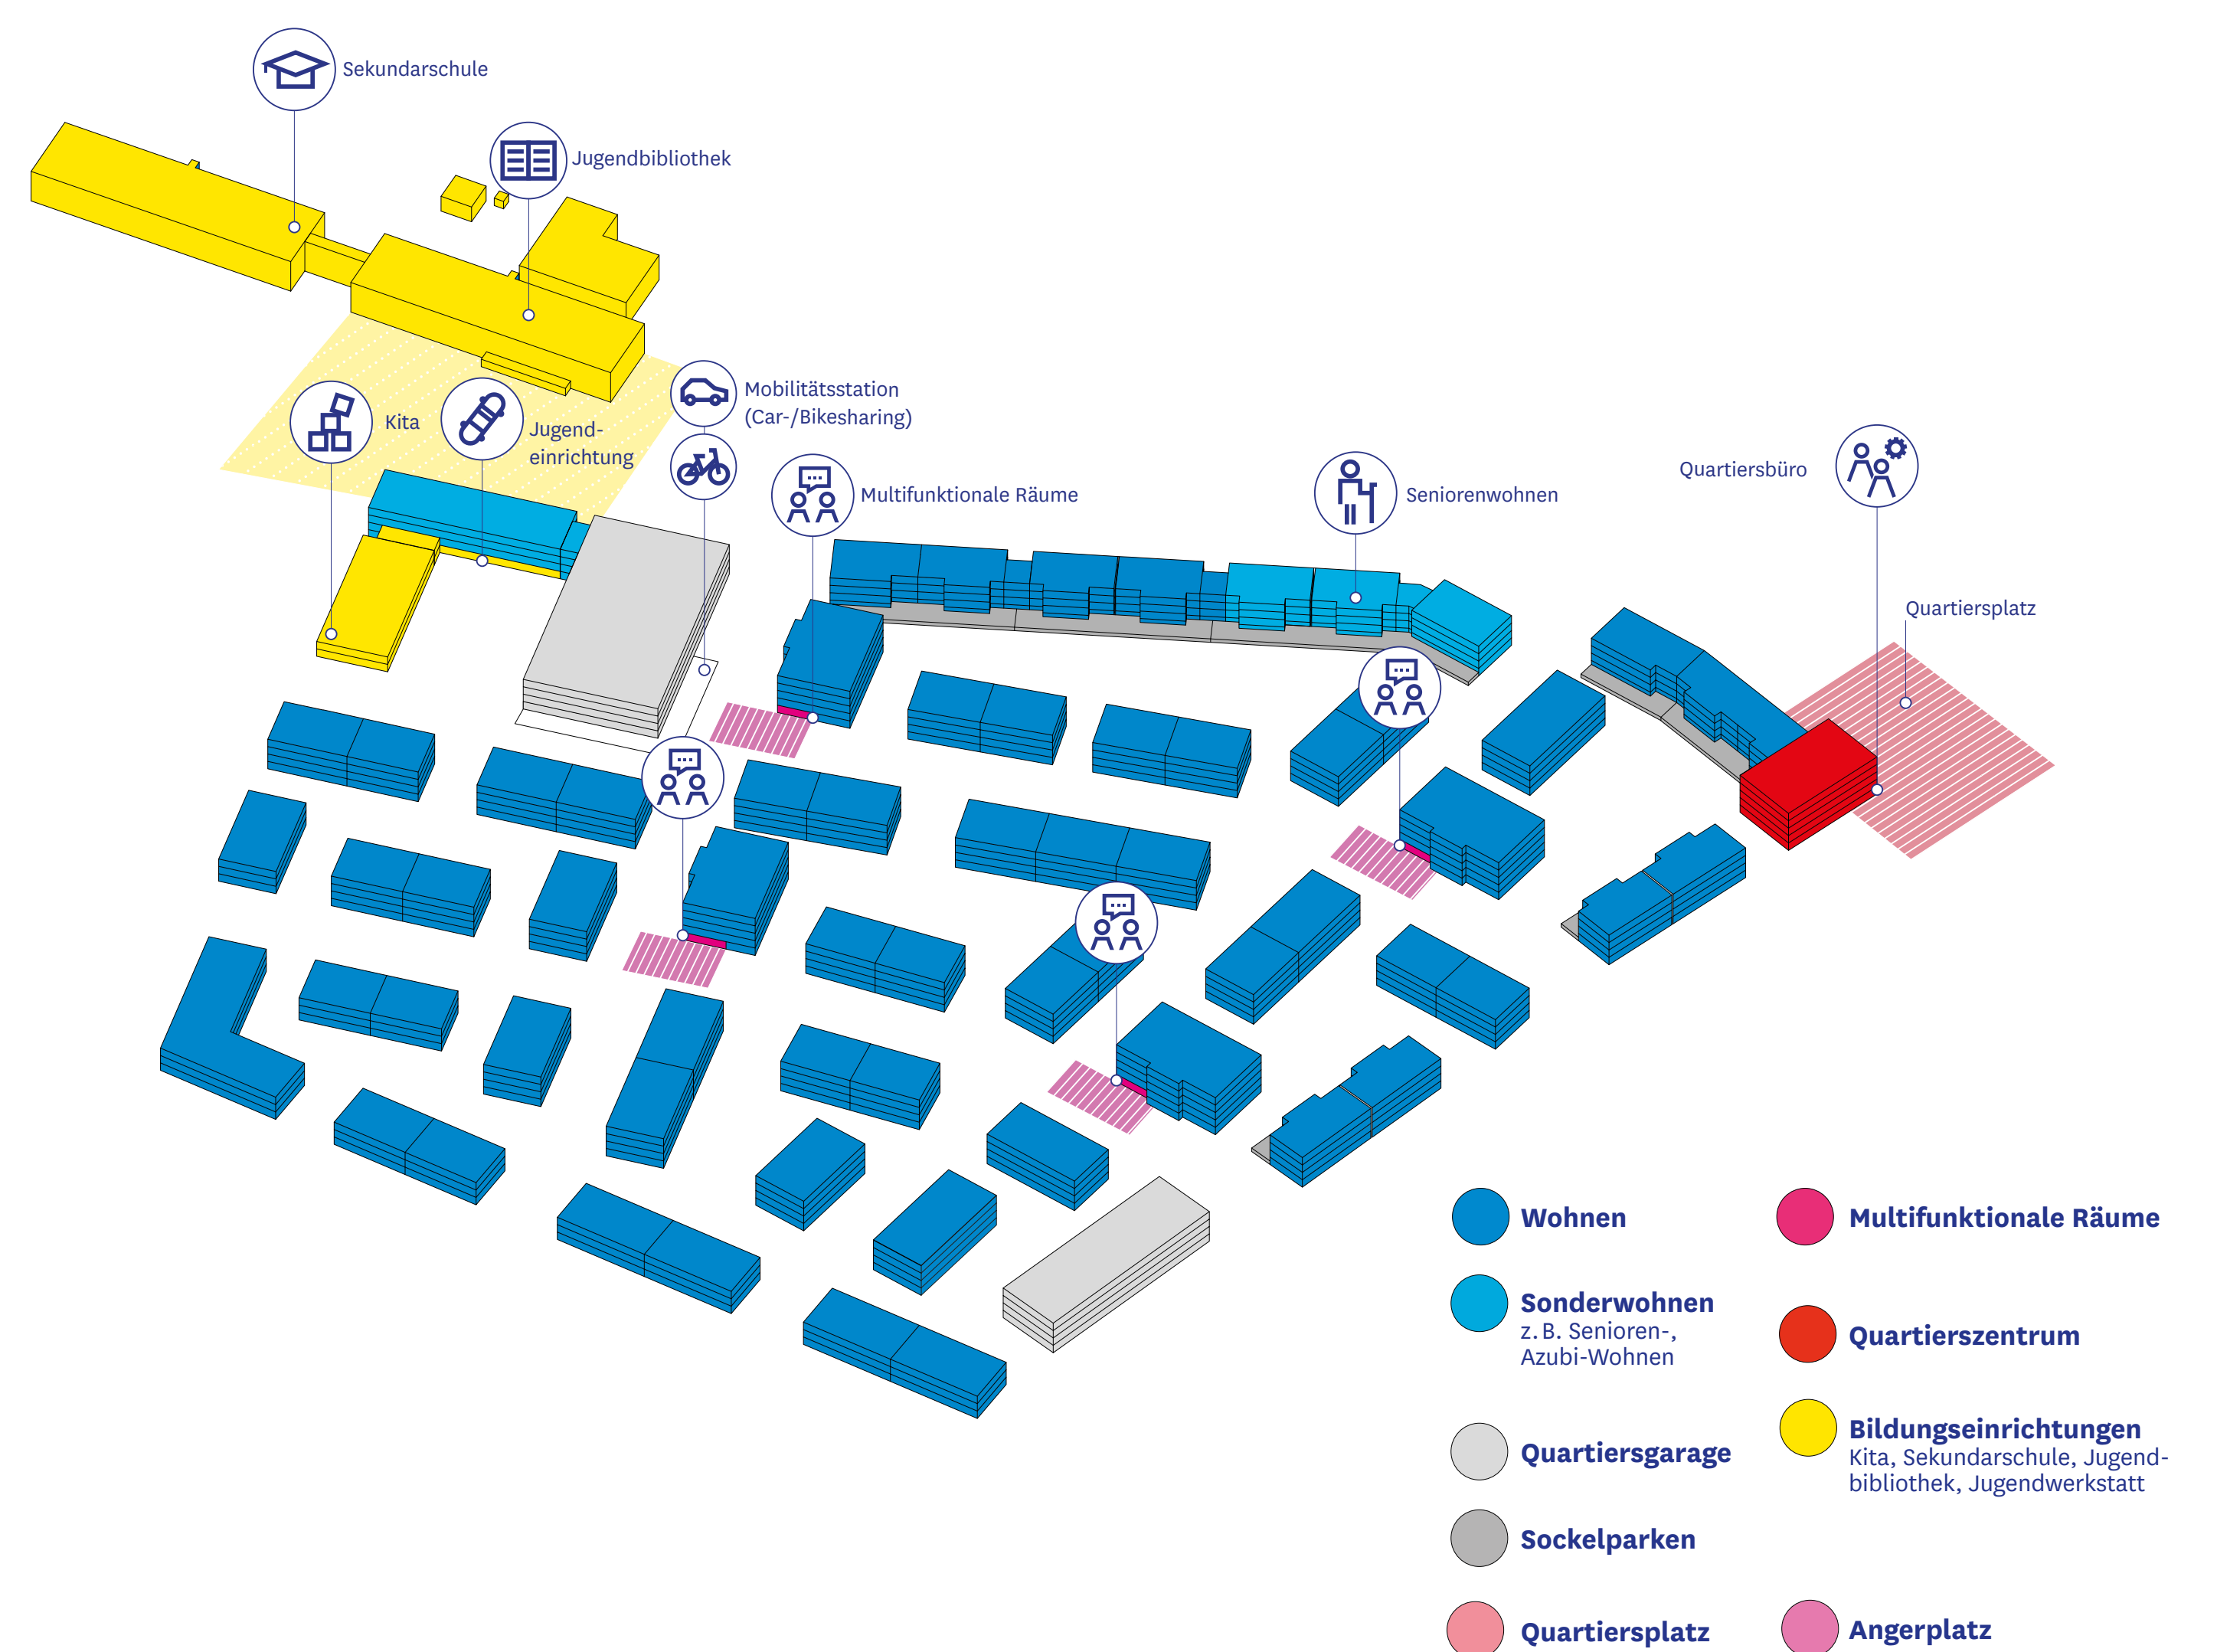 Sekundarschule
Jugendbibliothek
Mobilitätsstation
(Car-/Bikesharing)
Kita
Jugend-
einrichtung
Multifunktionale Räume
Seniorenwohnen
Quartiersbüro
Quartiersplatz
Wohnen
Sonderwohnen
z. B. Senioren-,
Azubi-Wohnen
Quartiersgarage
Sockelparken
Quartiersplatz
Multifunktionale Räume
Quartierszentrum
Bildungseinrichtungen
Kita, Sekundarschule, Jugend-
bibliothek, Jugendwerkstatt
Angerplatz